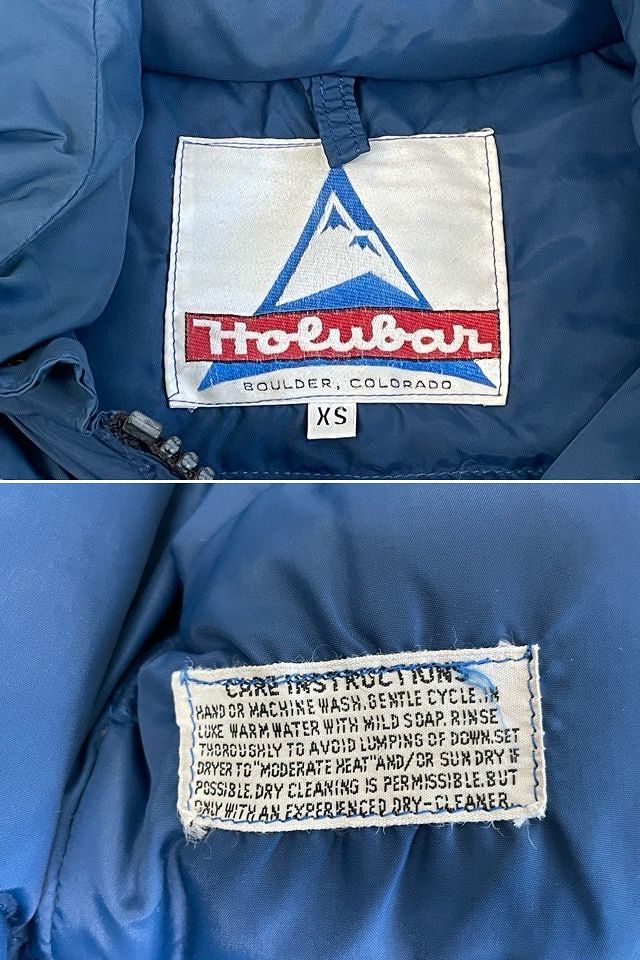 Holubar
BOULDER, COLORADO
XS
CARE INSTRUCTIONS
HAND OR MACHINE WASH, GENTLE CYCLE, IN
LUKE WARM WATER WITH MILD SOAP. RINSE
THOROUGHLY TO AVOID LUMPING OF DOWN. SET
DRYER TO "MODERATE HEAT" AND/OR SUN DRY IF
POSSIBLE. DRY CLEANING IS PERMISSIBLE. BUT
ONLY WITH AN EXPERIENCED DRY-CLEANER.